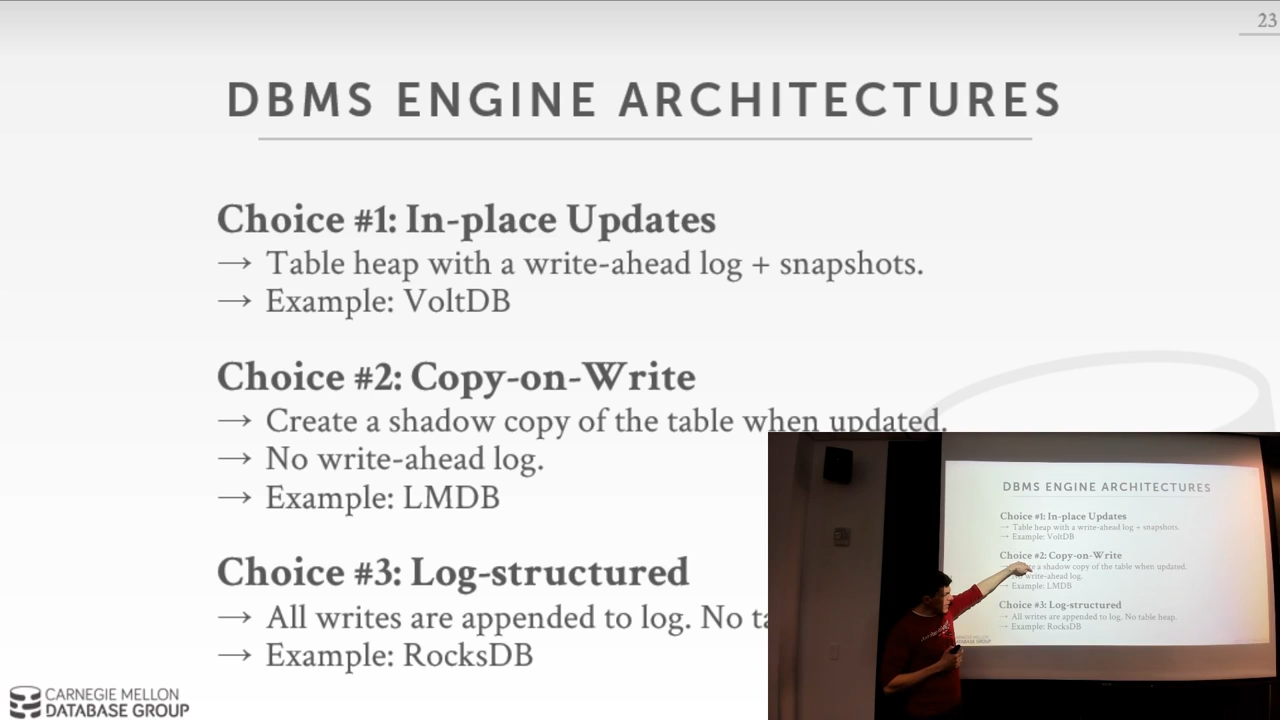 23
DBMS ENGINE ARCHITECTURES
Choice #1: In-place Updates
→ Table heap with a write-ahead log + snapshots.
→ Example: VoltDB
Choice #2: Copy-on-Write
→ Create a shadow copy of the table when updated.
→ No write-ahead log.
→ Example: LMDB
Choice #3: Log-structured
→ All writes are appended to log. No ta
→ Example: RocksDB
CARNEGIE MELLON
DATABASE GROUP
DBMS ENGINE ARCHITECTURES
Choice #1: In-place Updates
→ Table heap with a write-ahead log + snapshots.
→ Example: VoltDB
Choice #2: Copy-on-Write
a shadow copy of the table when updated.
write-ahead log.
→ Example: LMDB
Choice #3: Log-structured
→ All writes are appended to log. No table heap.
→ Example: RocksDB
CARNEGIE MELLON
DATABASE GROUP